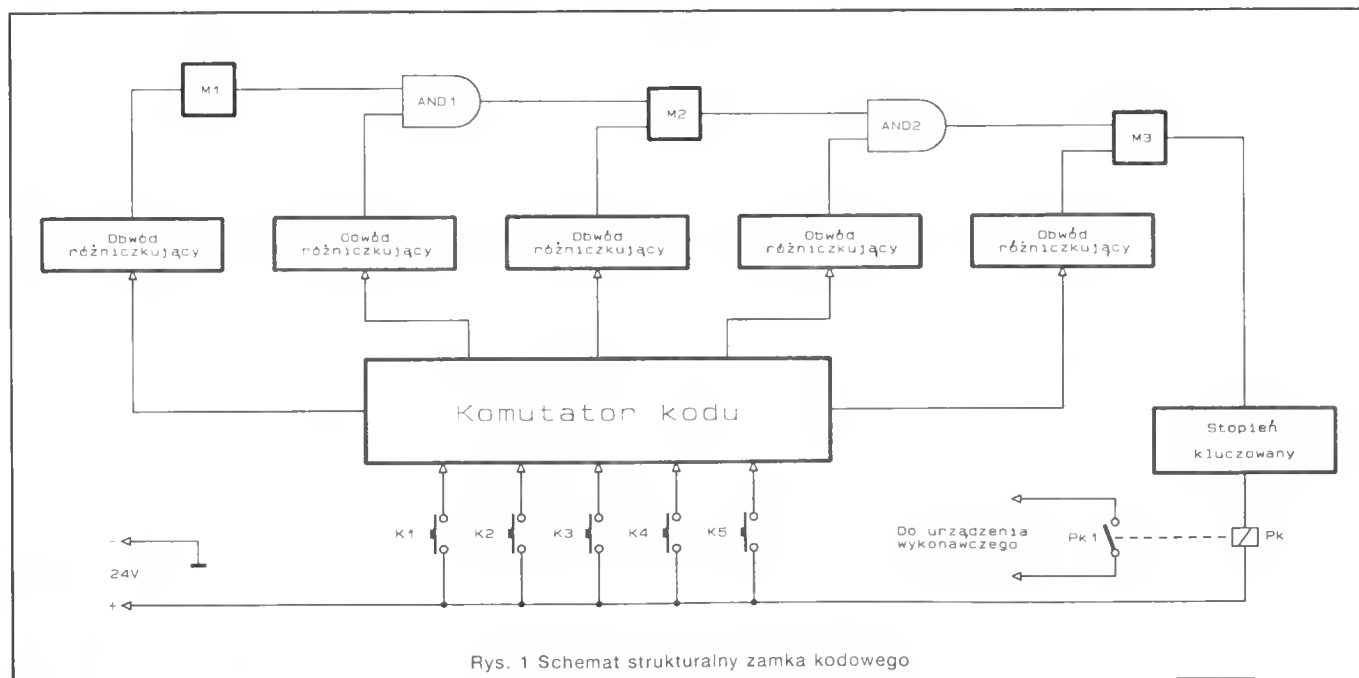 M1
AND1
M2
AND2
M3
Obwód
różniczkujący
Obwód
różniczkujący
Obwód
różniczkujący
Obwód
różniczkujący
Obwód
różniczkujący
Komutator kodu
Stopień
kluczowany
K1
K2
K3
K4
K5
Do urządzenia
wykonawczego
Pk1
Pk
-
24V
+
Rys. 1 Schemat strukturalny zamka kodowego